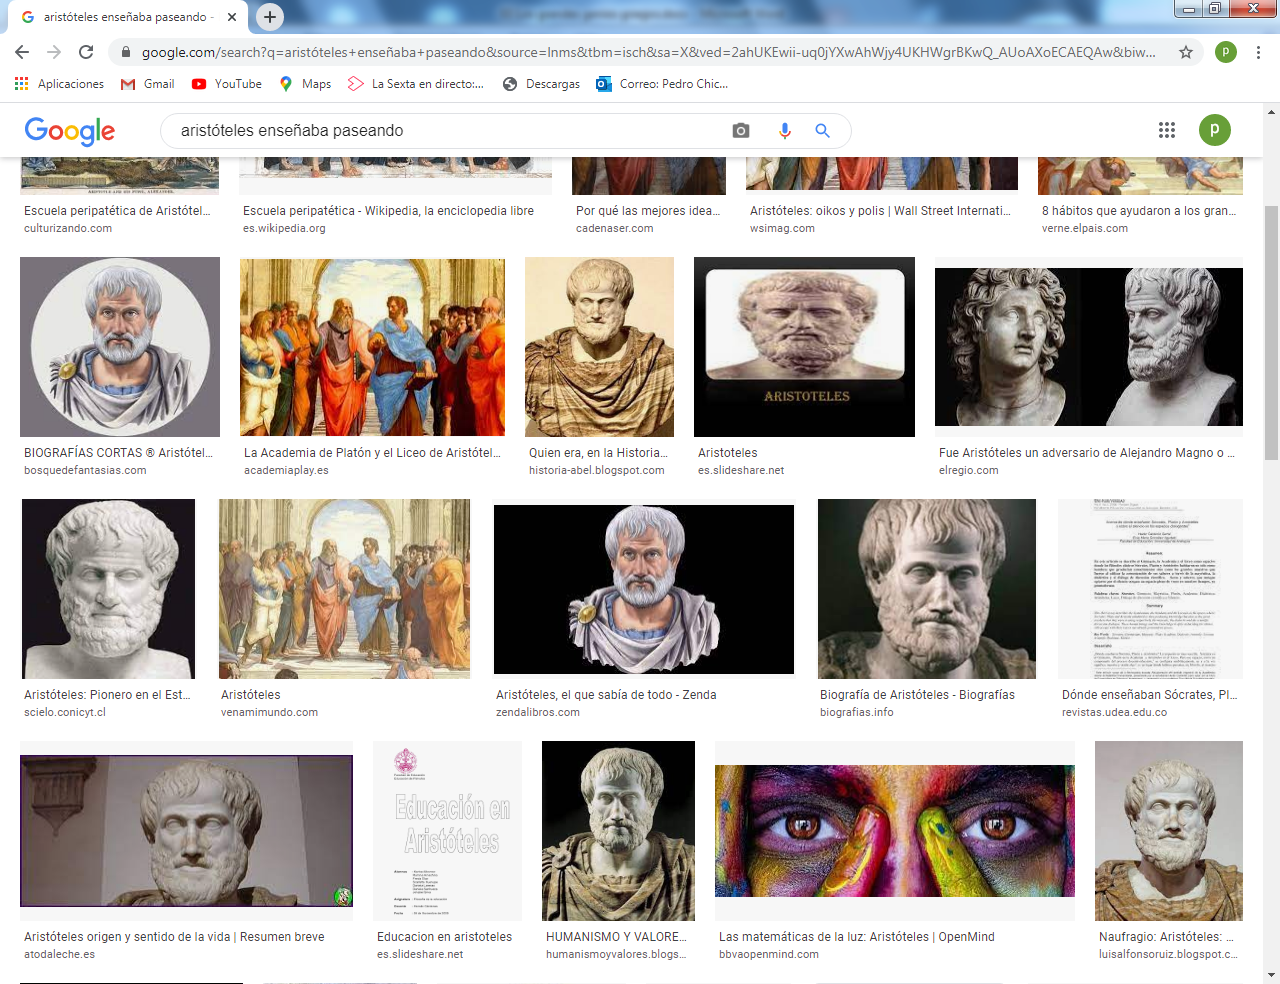 aristóteles enseñaba paseando -
google.com/search?q=aristóteles+enseñaba+paseando&source=lnms&tbm=isch&sa=X&ved=2ahUKEwii-uq0jYXwAhWjy4UKHWgrBKwQ_AUoAXoECAEQAw&biw...
p
Aplicaciones Gmail YouTube Maps La Sexta en directo:... Descargas Correo: Pedro Chic...
Google aristóteles enseñaba paseando p
Escuela peripatética de Aristótel... Escuela peripatética - Wikipedia, la enciclopedia libre Por qué las mejores idea... Aristóteles: oikos y polis | Wall Street Internati... 8 hábitos que ayudaron a los gran...
culturizando.com es.wikipedia.org cadenaser.com wsimag.com verne.elpais.com
ARISTOTELES
BIOGRAFÍAS CORTAS ® Aristótel... La Academia de Platón y el Liceo de Aristótel... Quien era, en la Historia... Aristoteles Fue Aristóteles un adversario de Alejandro Magno o ...
bosquedefantasias.com academiaplay.es historia-abel.blogspot.com es.slideshare.net elregio.com
Resumen
Summary
Aristóteles: Pionero en el Est... Aristóteles Aristóteles, el que sabía de todo - Zenda Biografía de Aristóteles - Biografías Dónde enseñaban Sócrates, Pl...
scielo.conicyt.cl venamimundo.com zendalibros.com biografias.info revistas.udea.edu.co
Educación en
Aristóteles
Aristóteles origen y sentido de la vida | Resumen breve Educacion en aristoteles HUMANISMO Y VALORE... Las matemáticas de la luz: Aristóteles | OpenMind Naufragio: Aristóteles: ...
atodaleche.es es.slideshare.net humanismoyvalores.blogs... bbvaopenmind.com luisalfonsoruiz.blogspot.c...